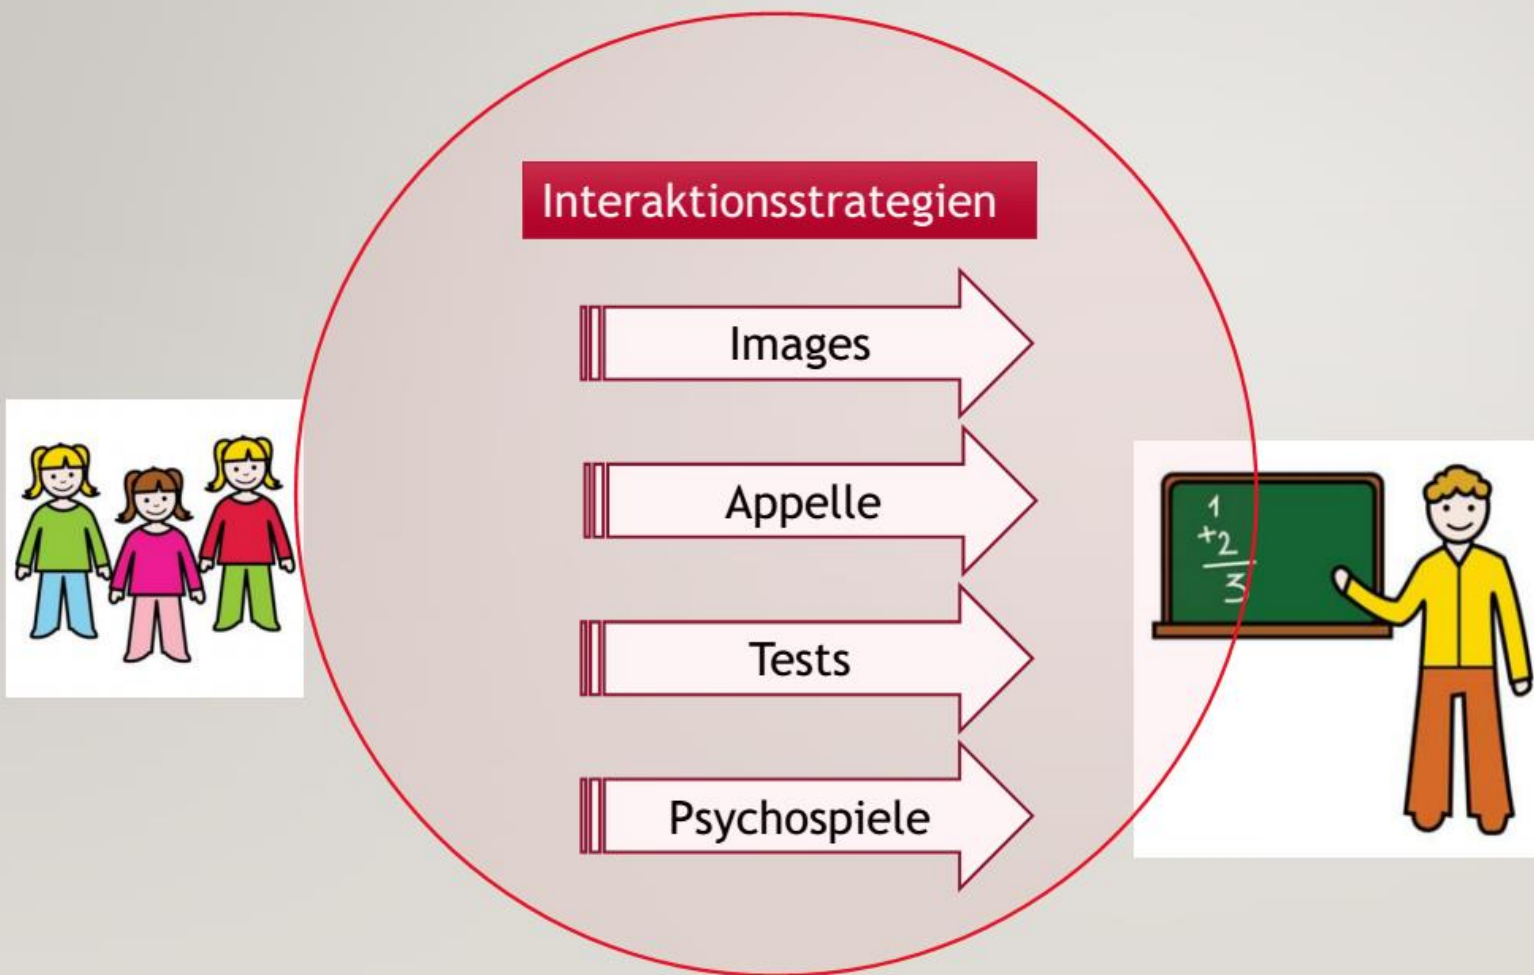 Interaktionsstrategien
Images
Appelle
Tests
Psychospiele
1
+2
3